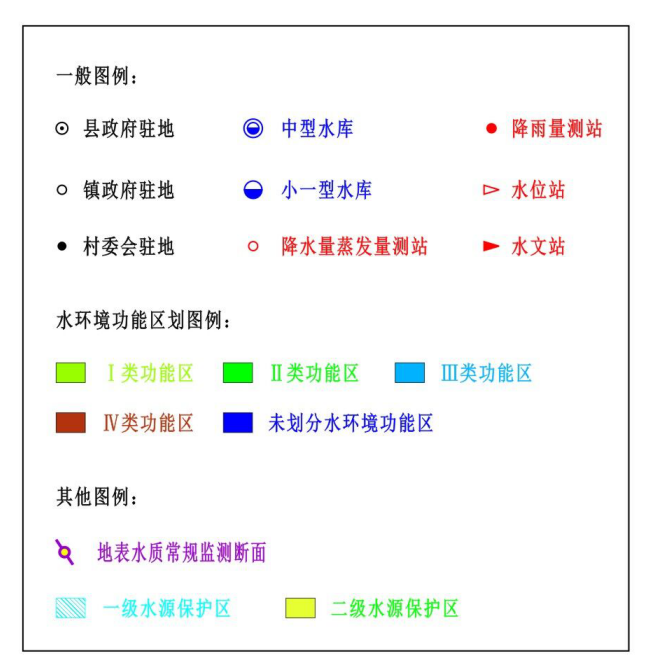 一般图例：
县政府驻地 中型水库 降雨量测站
镇政府驻地 小一型水库 水位站
村委会驻地 降水量蒸发量测站 水文站
水环境功能区划图例：
Ⅰ类功能区 Ⅱ类功能区 Ⅲ类功能区
Ⅳ类功能区 未划分水环境功能区
其他图例：
地表水质常规监测断面
一级水源保护区 二级水源保护区